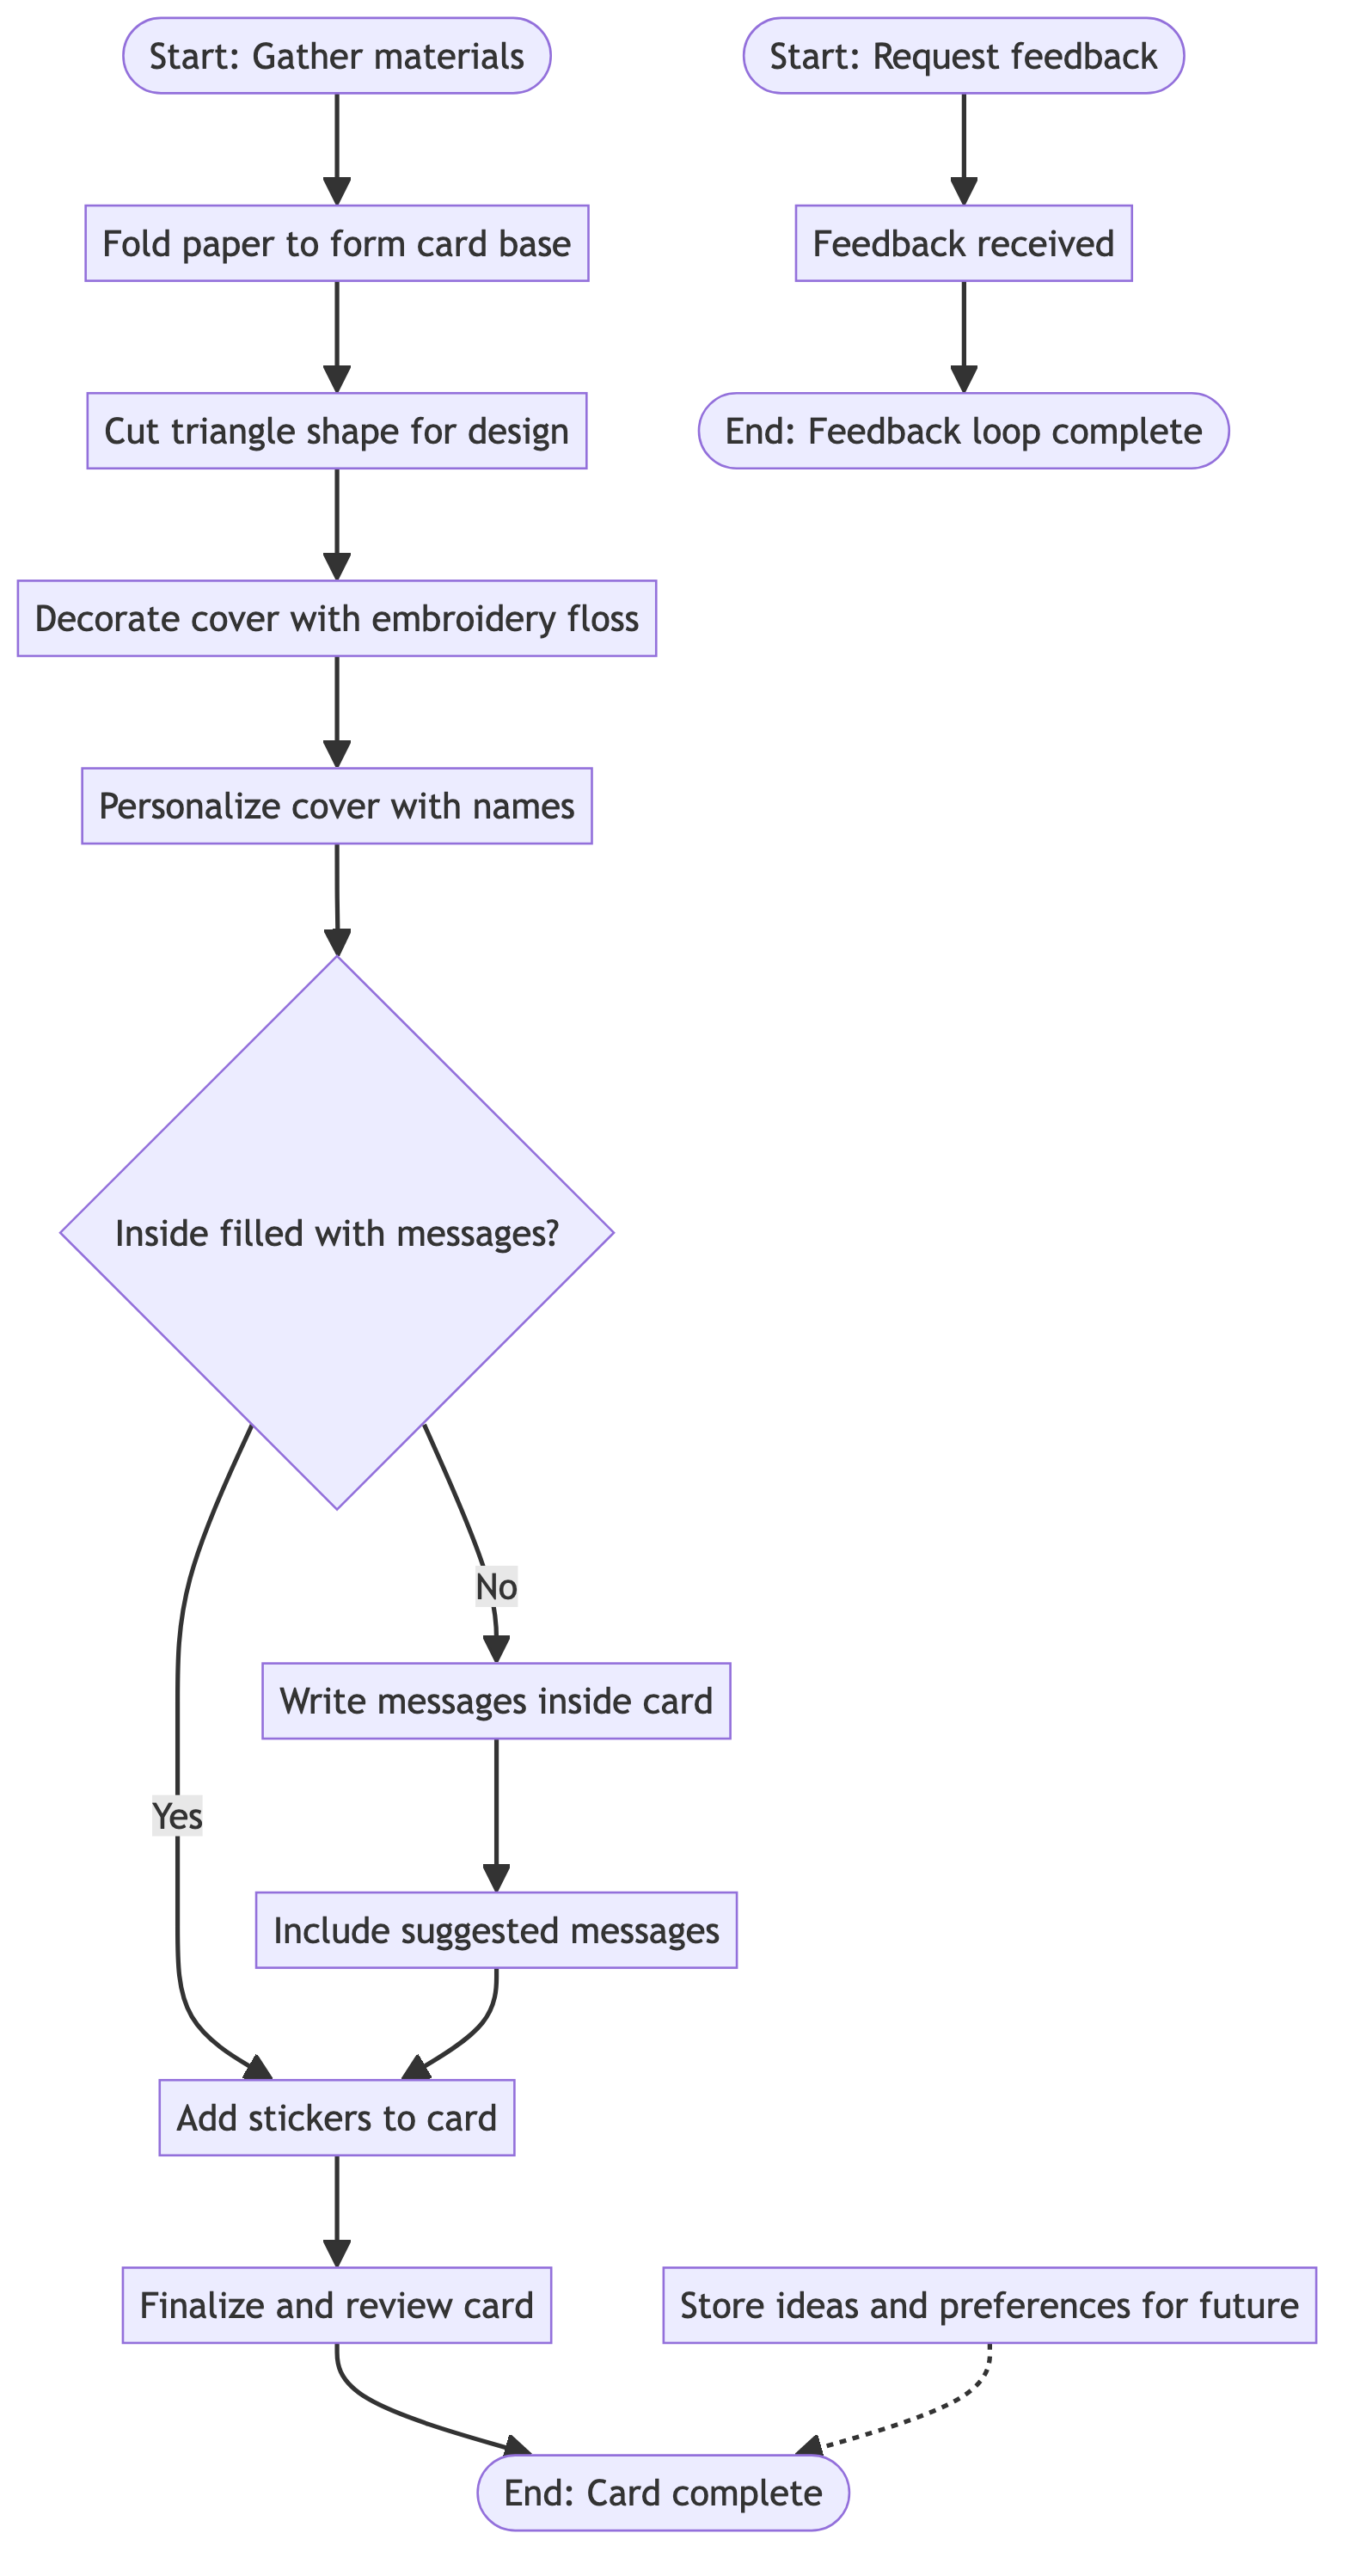 Start: Gather materials
Start: Request feedback
Fold paper to form card base
Feedback received
Cut triangle shape for design
End: Feedback loop complete
Decorate cover with embroidery floss
Personalize cover with names
Inside filled with messages?
No
Write messages inside card
Yes
Include suggested messages
Add stickers to card
Finalize and review card
Store ideas and preferences for future
End: Card complete